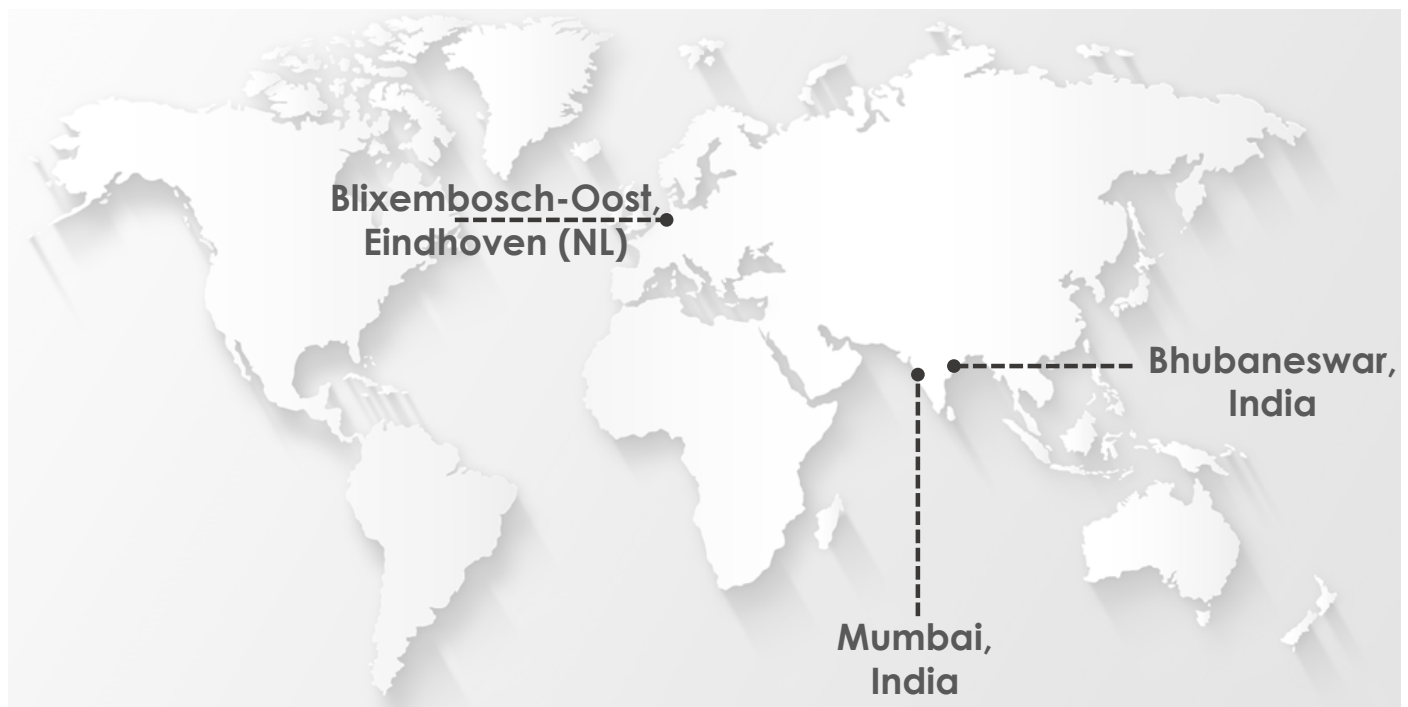 Blixembosch-Oost,
Eindhoven (NL)
Bhubaneswar,
India
Mumbai,
India